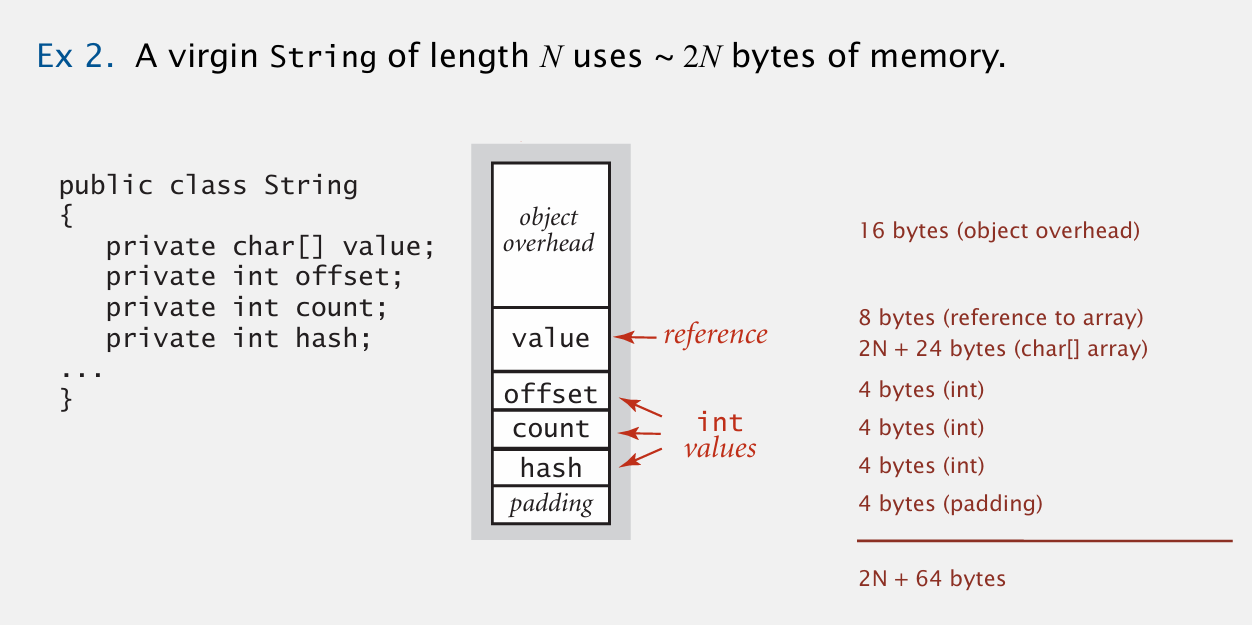 Ex 2. A virgin String of length N uses ~ 2N bytes of memory.
public class String
{
private char[] value;
private int offset;
private int count;
private int hash;
...
}
object
overhead
value
offset
count
hash
padding
reference
int
values
16 bytes (object overhead)
8 bytes (reference to array)
2N + 24 bytes (char[] array)
4 bytes (int)
4 bytes (int)
4 bytes (int)
4 bytes (padding)
2N + 64 bytes